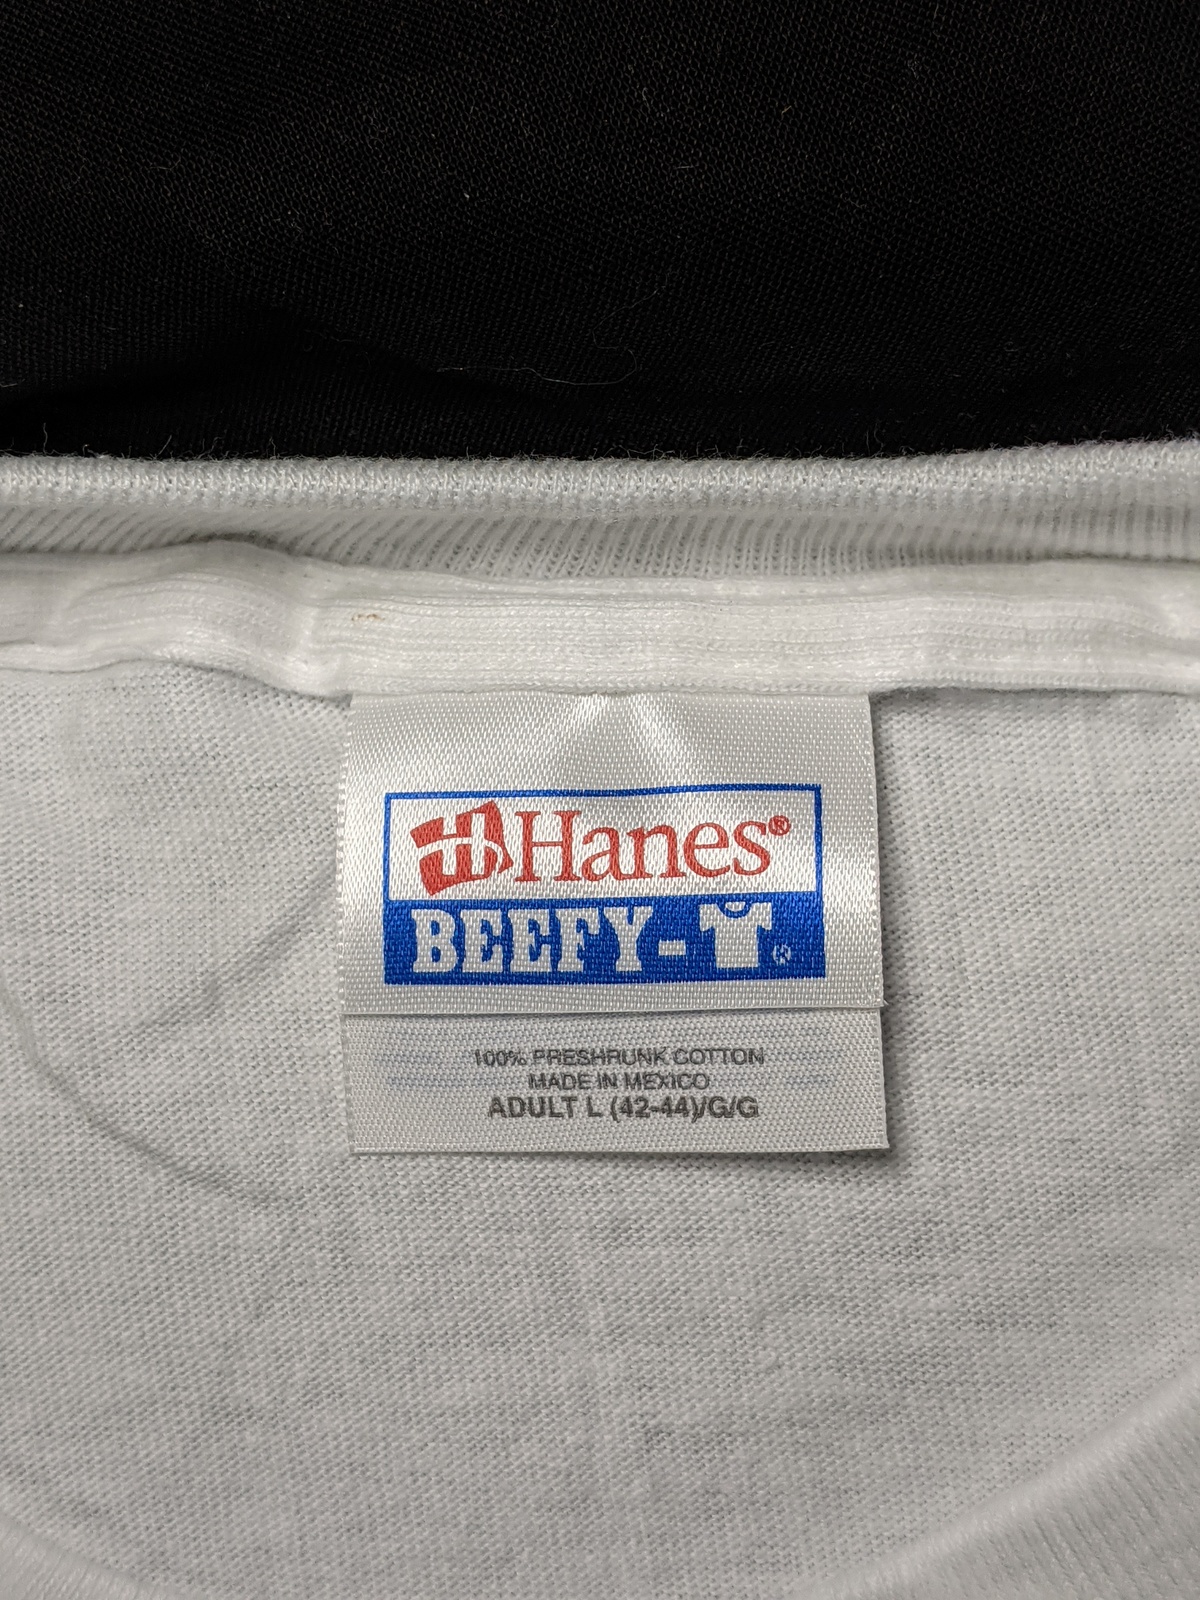 Hanes®
BEEFY-T®
100% PRESHRUNK COTTON
MADE IN MEXICO
ADULT L (42-44)/G/G